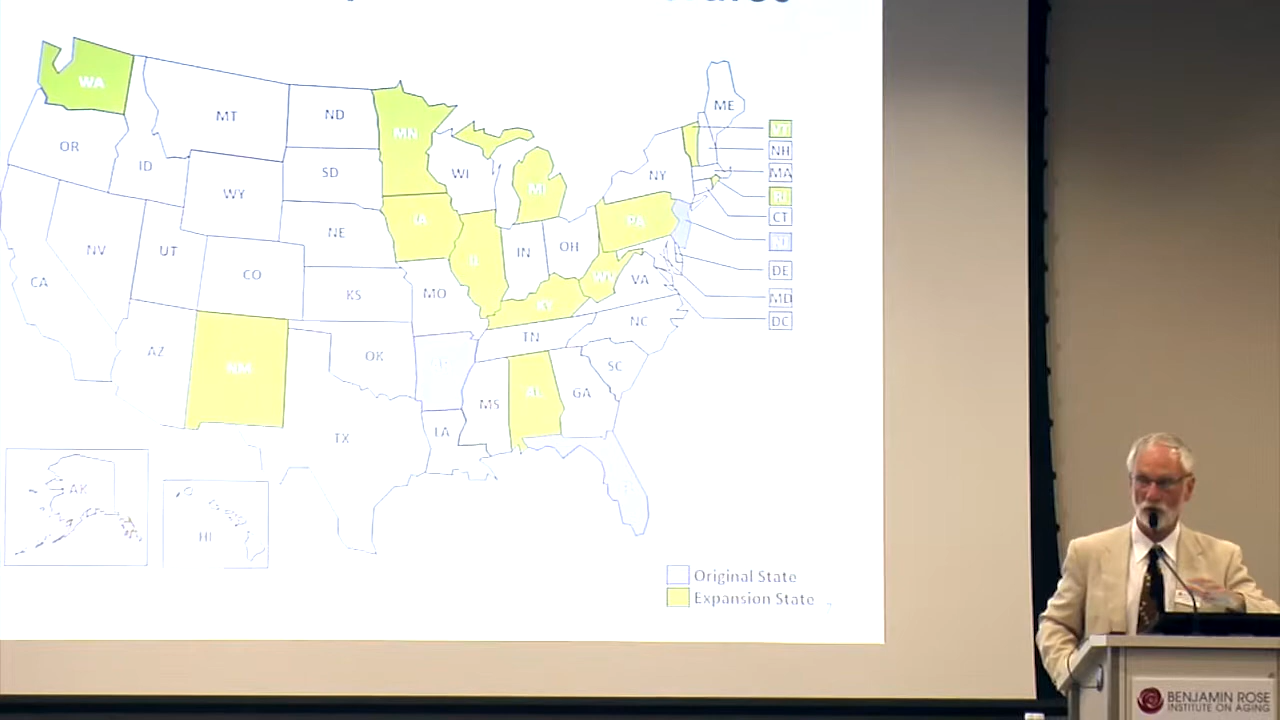 WA
MT
ND
MN
ME
OR
ID
SD
WI
MI
NY
VT
NH
MA
RI
CT
WY
NE
IA
PA
NJ
NV
UT
CO
IL
IN
OH
WV
VA
DE
CA
KS
MO
KY
MD
NC
DC
AZ
NM
OK
TN
SC
MS
AL
GA
TX
LA
AK
HI
Original State
Expansion State
BENJAMIN ROSE
INSTITUTE ON AGING